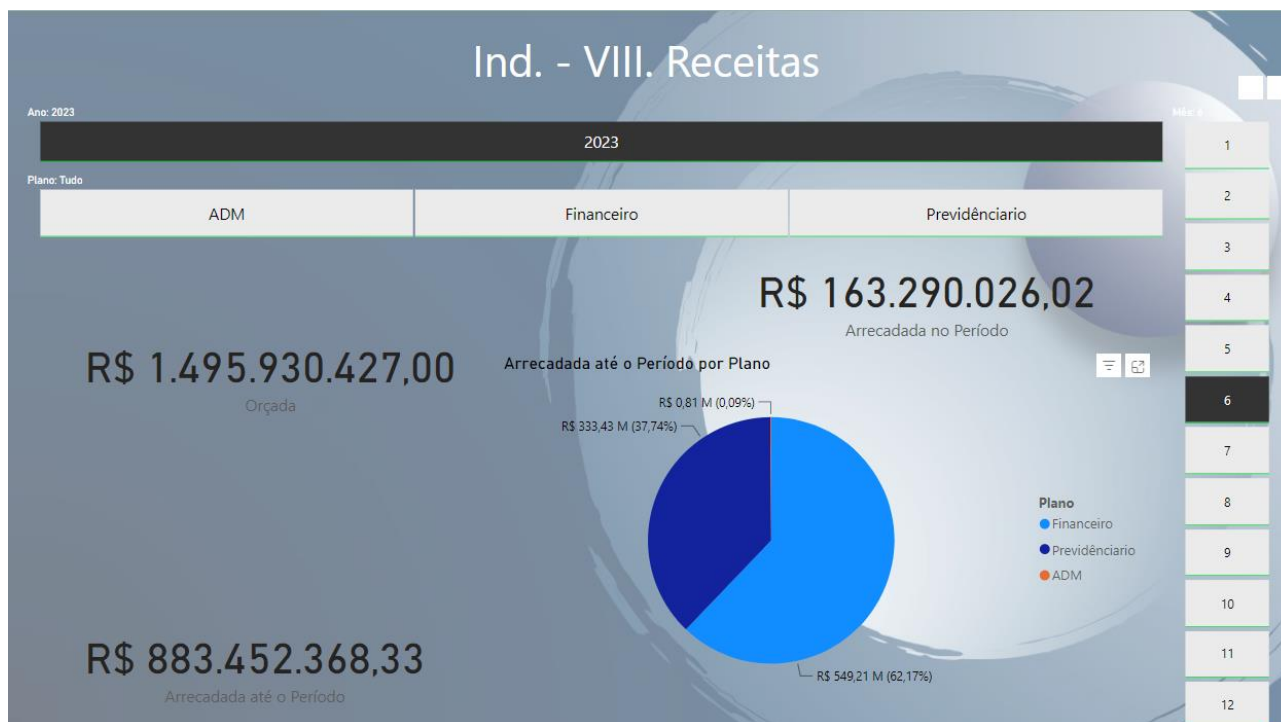 Ind. - VIII. Receitas
Ano: 2023
Mês: 6
2023
Plano: Tudo
ADM
Financeiro
Previdênciario
1
2
3
4
5
6
7
8
9
10
11
12
R$ 163.290.026,02
Arrecadada no Período
R$ 1.495.930.427,00
Orçada
Arrecadada até o Período por Plano
R$ 0,81 M (0,09%)
R$ 333,43 M (37,74%)
R$ 549,21 M (62,17%)
Plano
Financeiro
Previdênciario
ADM
R$ 883.452.368,33
Arrecadada até o Período